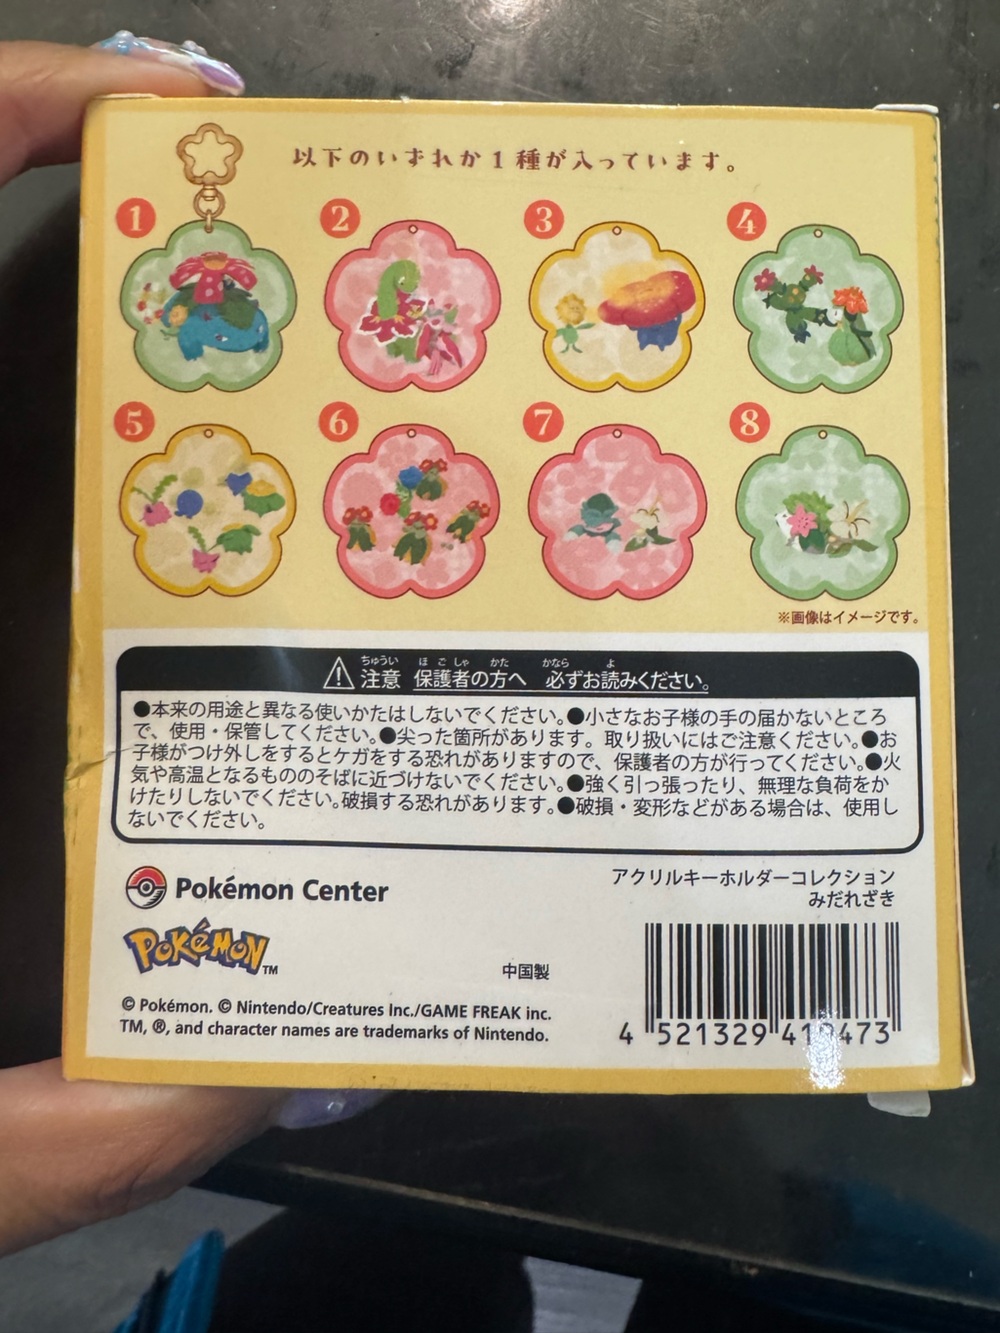 以下のいずれか1種が入っています。
1
2
3
4
5
6
7
8
※画像はイメージです。
ちゅうい ほごしゃ かた かなら よ
注意 保護者の方へ 必ずお読みください。
●本来の用途と異なる使いかたはしないでください。●小さなお子様の手の届かないところ
で、使用・保管してください。●尖った箇所があります。取り扱いにはご注意ください。●お
子様がつけ外しをするとケガをする恐れがありますので、保護者の方が行ってください。●火
気や高温となるもののそばに近づけないでください。●強く引っ張ったり、無理な負荷をか
けたりしないでください。破損する恐れがあります。●破損・変形などがある場合は、使用し
ないでください。
Pokémon Center
アクリルキーホルダーコレクション
みだれざき
POKÉMON TM
中国製
© Pokémon. © Nintendo/Creatures Inc./GAME FREAK inc.
TM, ®, and character names are trademarks of Nintendo.
4 521329